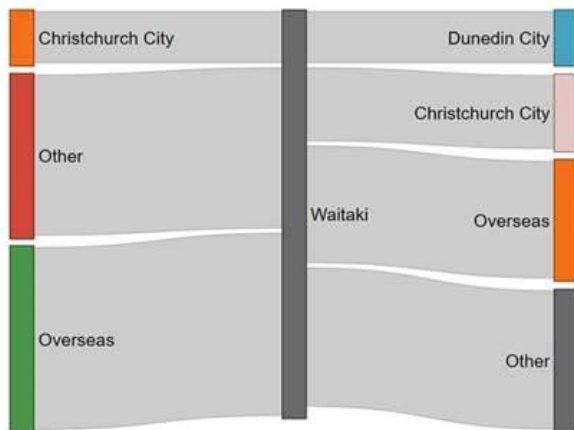 Christchurch City
Other
Overseas
Waitaki
Dunedin City
Christchurch City
Overseas
Other